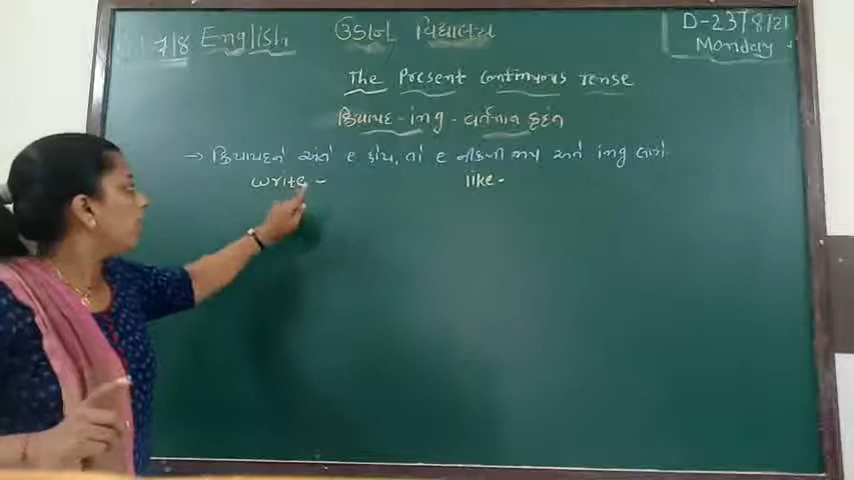 7/8 English ઉડાન વિદ્યાલય D-23/8/21
Monday
The Present Continuous Tense
ક્રિયાપદ - ing - વર્તમાન કૃદંત
→ ક્રિયાપદને અંતે e હોય, તો e નીકળી જાય અને ing લાગે
write - like -